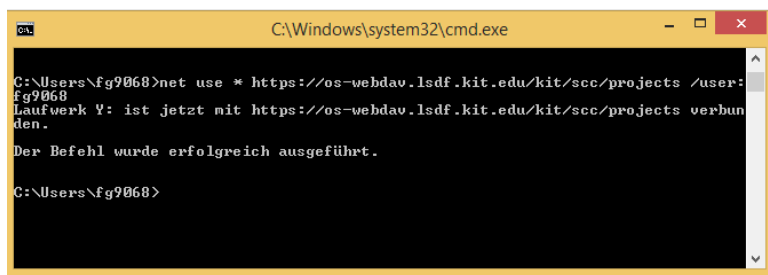 C:\Windows\system32\cmd.exe
C:\Users\fg9068>net use * https://os-webdav.lsdf.kit.edu/kit/scc/projects /user:
fg9068
Laufwerk Y: ist jetzt mit https://os-webdav.lsdf.kit.edu/kit/scc/projects verbun
den.
Der Befehl wurde erfolgreich ausgeführt.
C:\Users\fg9068>